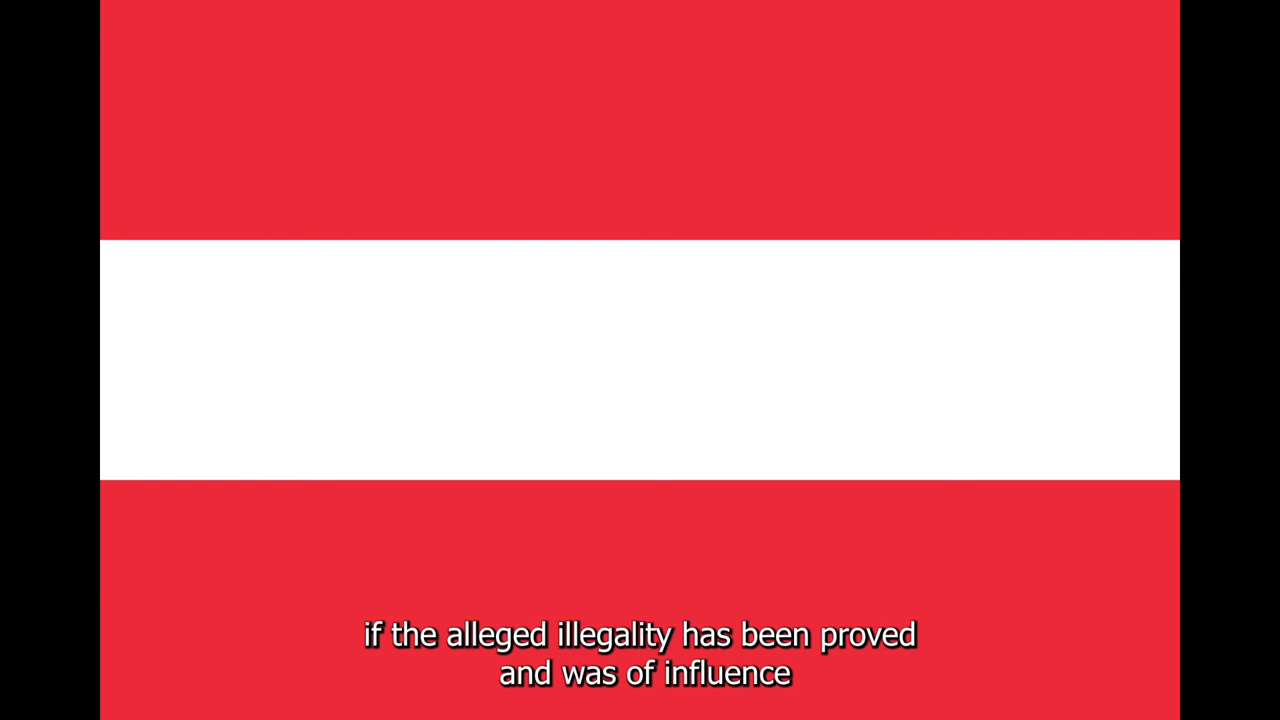 if the alleged illegality has been proved
and was of influence